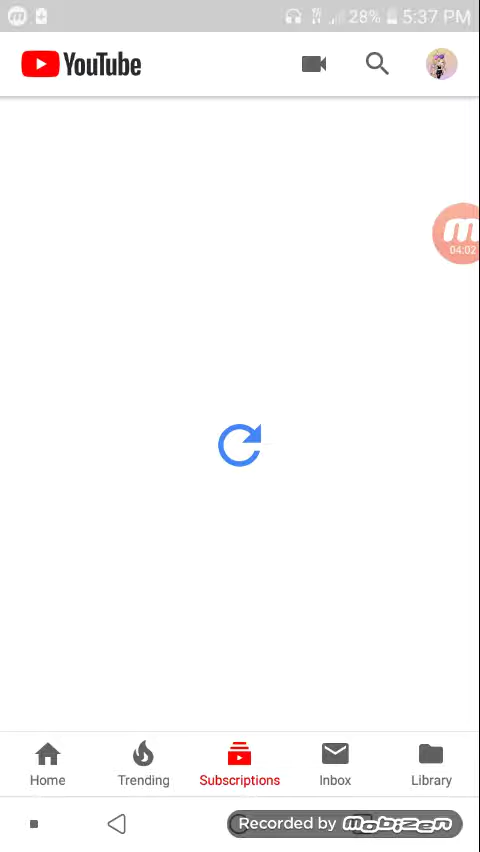 28% 5:37 PM
YouTube
04:02
Home Trending Subscriptions Inbox Library
Recorded by mobizen